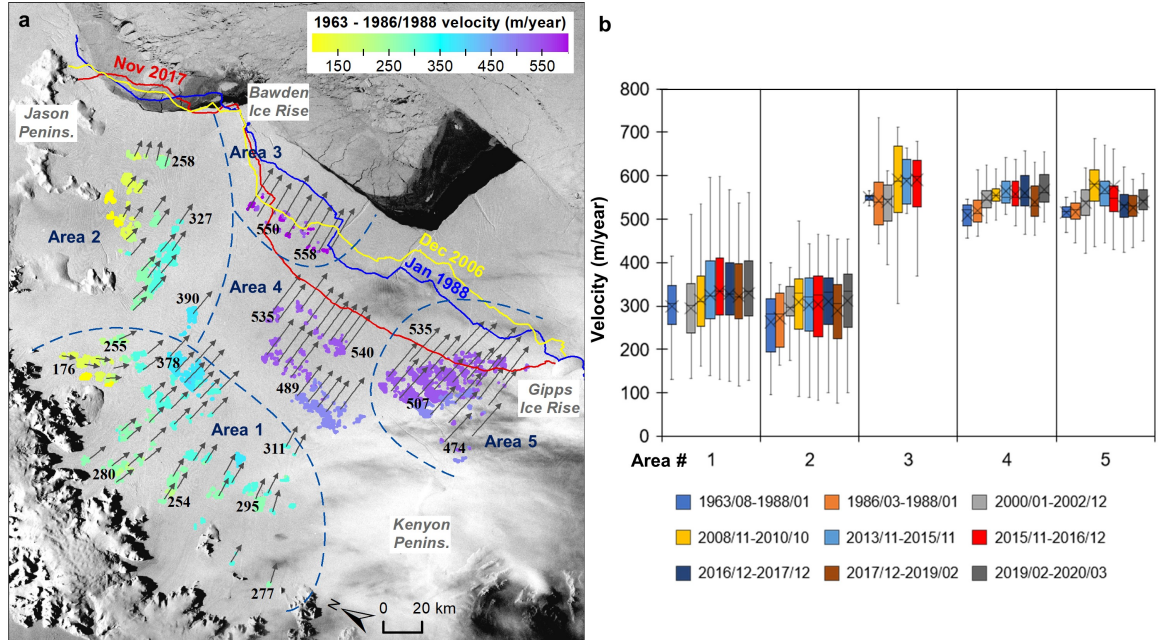 a
1963 - 1986/1988 velocity (m/year)
150 250 350 450 550
Nov 2017
Bawden
Ice Rise
Jason
Penins.
Area 3
258
327
550
Area 2
558
Dec 2006
Jan 1988
Area 4
390
535
535
255
540
176
378
489
Gipps
Ice Rise
507
Area 1
Area 5
311
474
280
254
295
Kenyon
Penins.
277
N
0 20 km
b
Velocity (m/year)
800
700
600
500
400
300
200
100
0
Area # 1 2 3 4 5
1963/08-1988/01 1986/03-1988/01 2000/01-2002/12
2008/11-2010/10 2013/11-2015/11 2015/11-2016/12
2016/12-2017/12 2017/12-2019/02 2019/02-2020/03